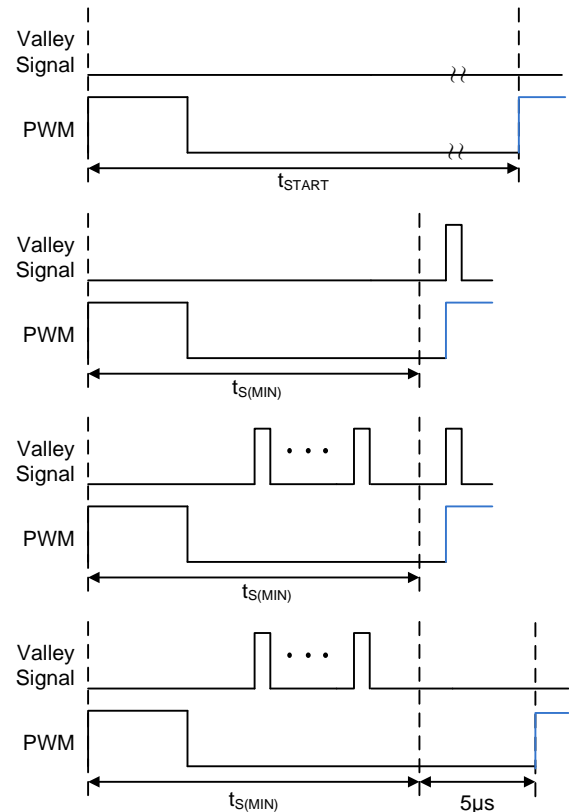 Valley
Signal
PWM
tSTART
Valley
Signal
PWM
tS(MIN)
Valley
Signal
PWM
tS(MIN)
Valley
Signal
PWM
tS(MIN)
5µs